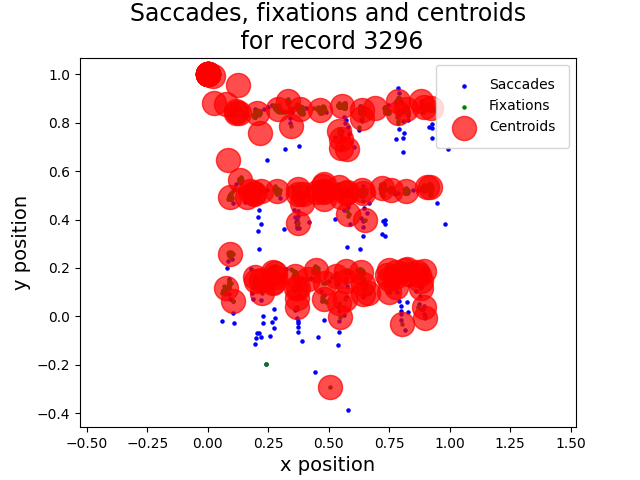 Saccades, fixations and centroids
for record 3296
Saccades
Fixations
Centroids
y position
1.0
0.8
0.6
0.4
0.2
0.0
−0.2
−0.4
−0.50
−0.25
0.00
0.25
0.50
0.75
1.00
1.25
1.50
x position